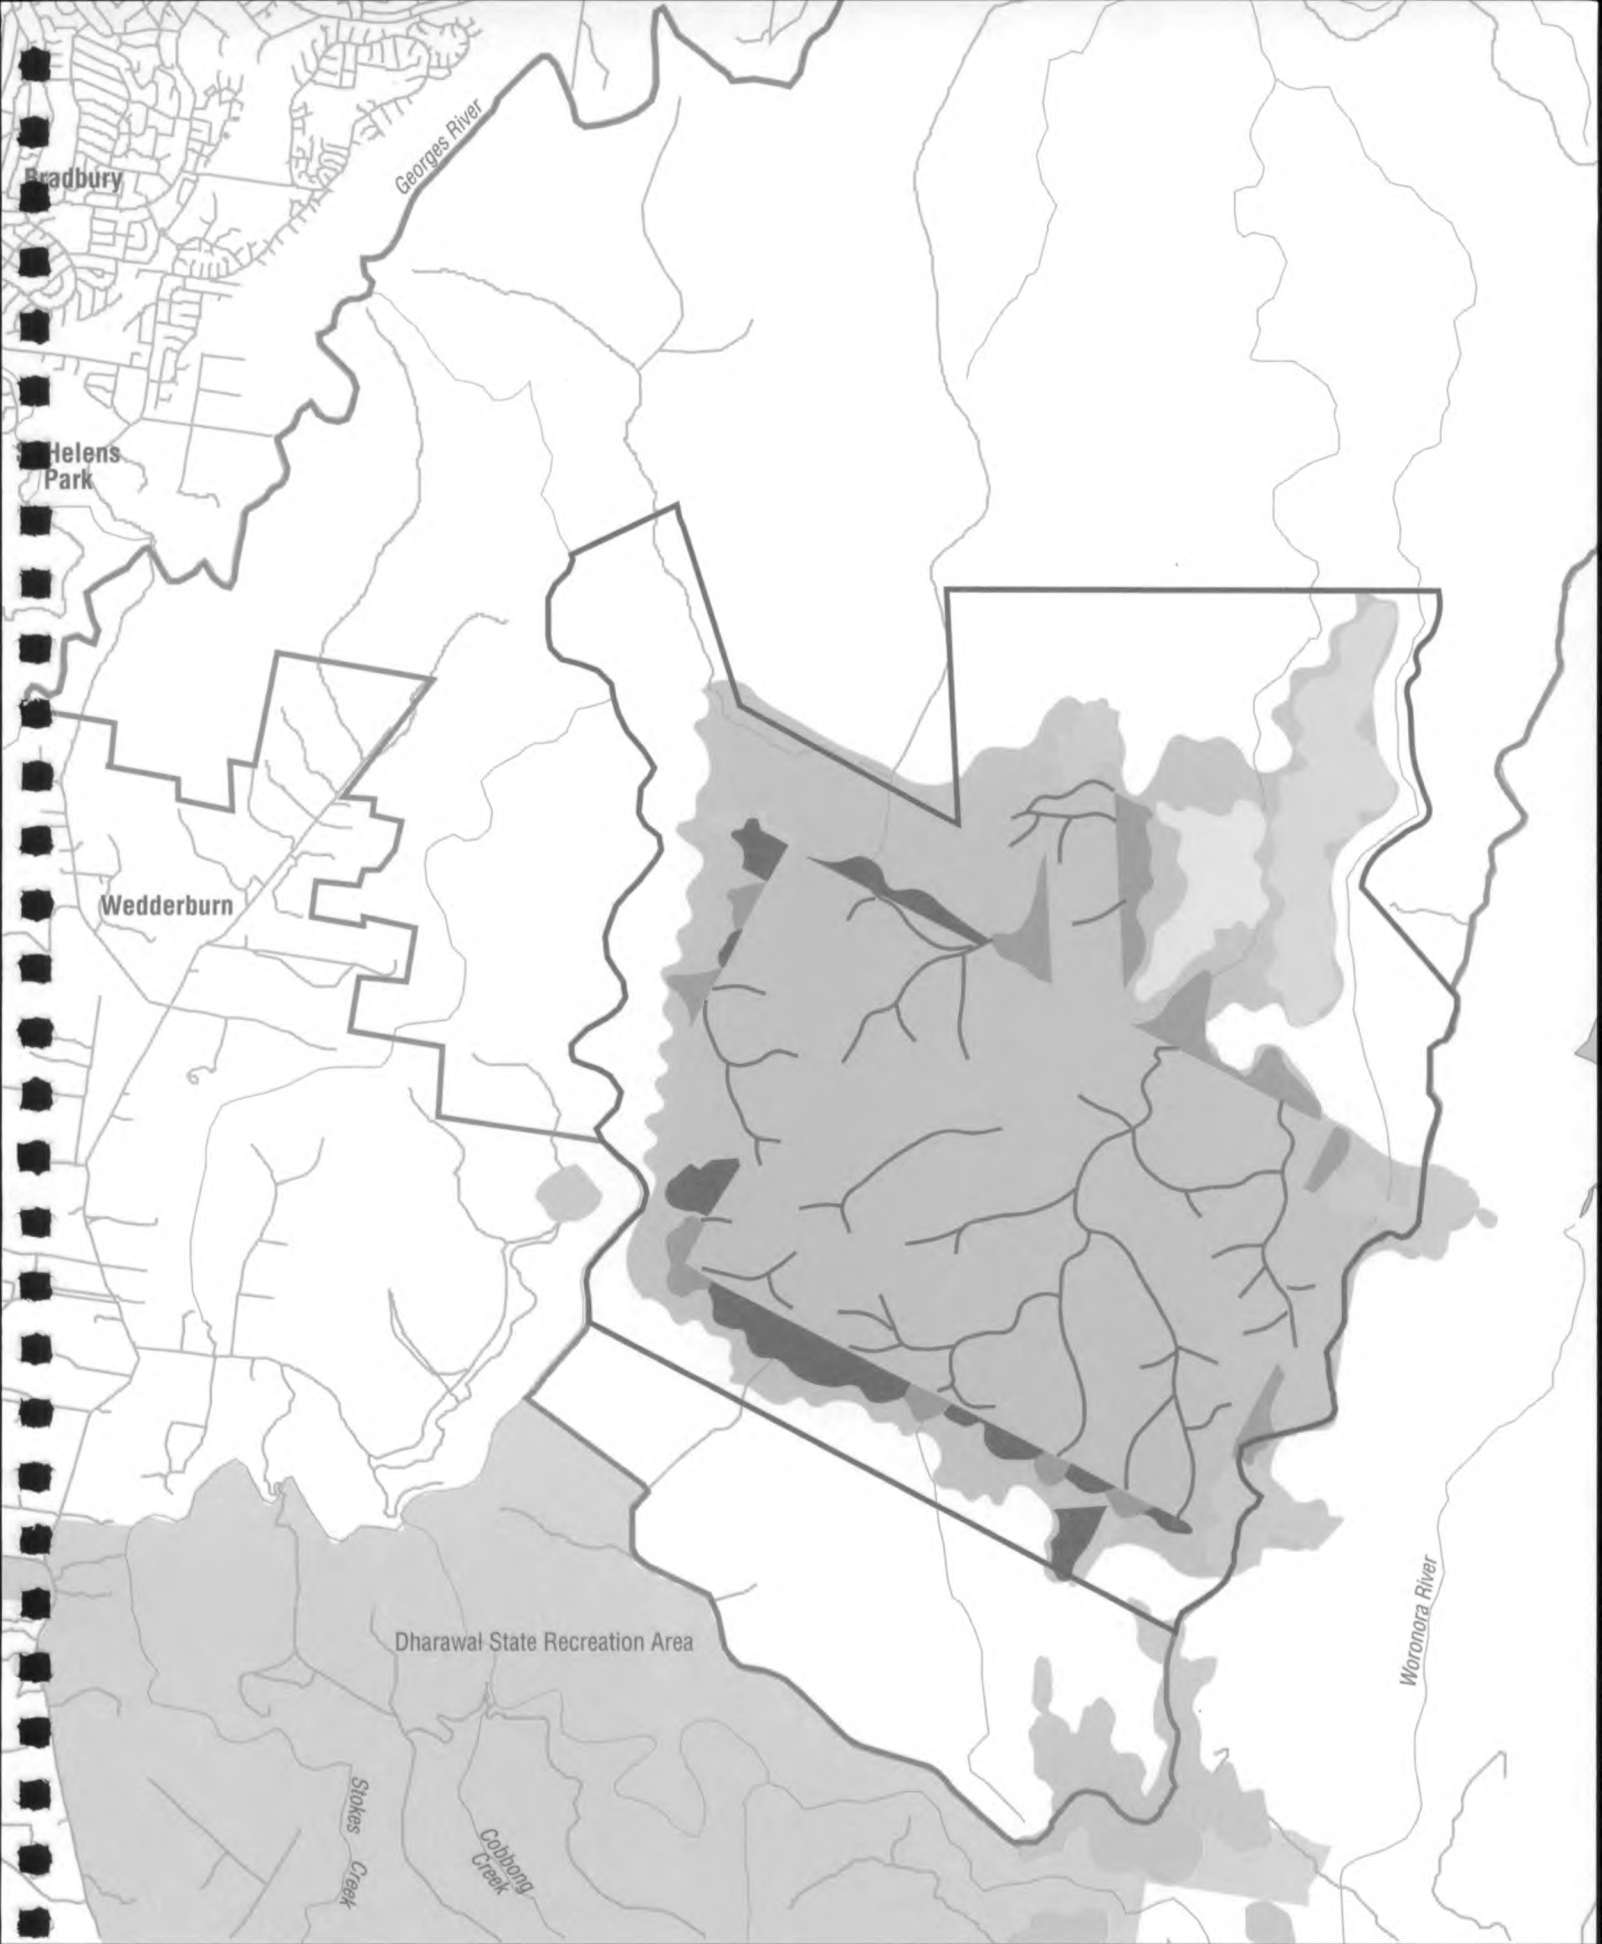 Georges River
Bradbury
Helens
Park
Wedderburn
Dharawal State Recreation Area
Woronora River
Stokes Creek
Cobbong
Creek